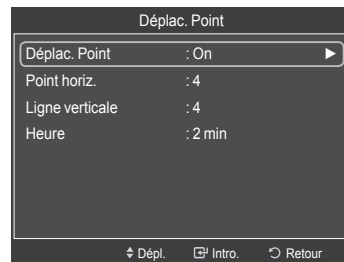 Déplac. Point
Déplac. Point : On ►
Point horiz. : 4
Ligne verticale : 4
Heure : 2 min
Dépl. Intro. Retour